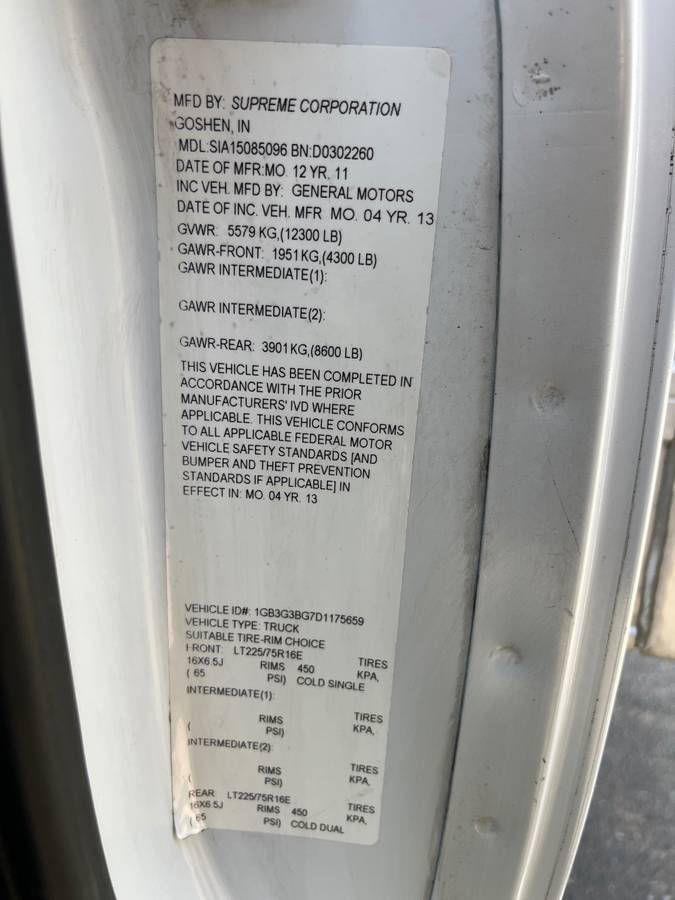 MFD BY: SUPREME CORPORATION
GOSHEN, IN
MDL:SIA15085096 BN:D0302260
DATE OF MFR:MO. 12 YR. 11
INC VEH. MFD BY: GENERAL MOTORS
DATE OF INC. VEH. MFR MO. 04 YR. 13
GVWR: 5579 KG,(12300 LB)
GAWR-FRONT: 1951KG,(4300 LB)
GAWR INTERMEDIATE(1):
GAWR INTERMEDIATE(2):
GAWR-REAR: 3901KG,(8600 LB)
THIS VEHICLE HAS BEEN COMPLETED IN
ACCORDANCE WITH THE PRIOR
MANUFACTURERS' IVD WHERE
APPLICABLE. THIS VEHICLE CONFORMS
TO ALL APPLICABLE FEDERAL MOTOR
VEHICLE SAFETY STANDARDS [AND
BUMPER AND THEFT PREVENTION
STANDARDS IF APPLICABLE] IN
EFFECT IN: MO. 04 YR. 13
VEHICLE ID#: 1GB3G3BG7D1175659
VEHICLE TYPE: TRUCK
SUITABLE TIRE-RIM CHOICE
FRONT: LT225/75R16E TIRES
16X6.5J RIMS 450 KPA,
( 65 PSI) COLD SINGLE
INTERMEDIATE(1):
TIRES
RIMS KPA,
( PSI)
INTERMEDIATE(2):
TIRES
RIMS KPA,
( PSI)
REAR LT225/75R16E TIRES
16X6.5J RIMS 450 KPA,
( 65 PSI) COLD DUAL